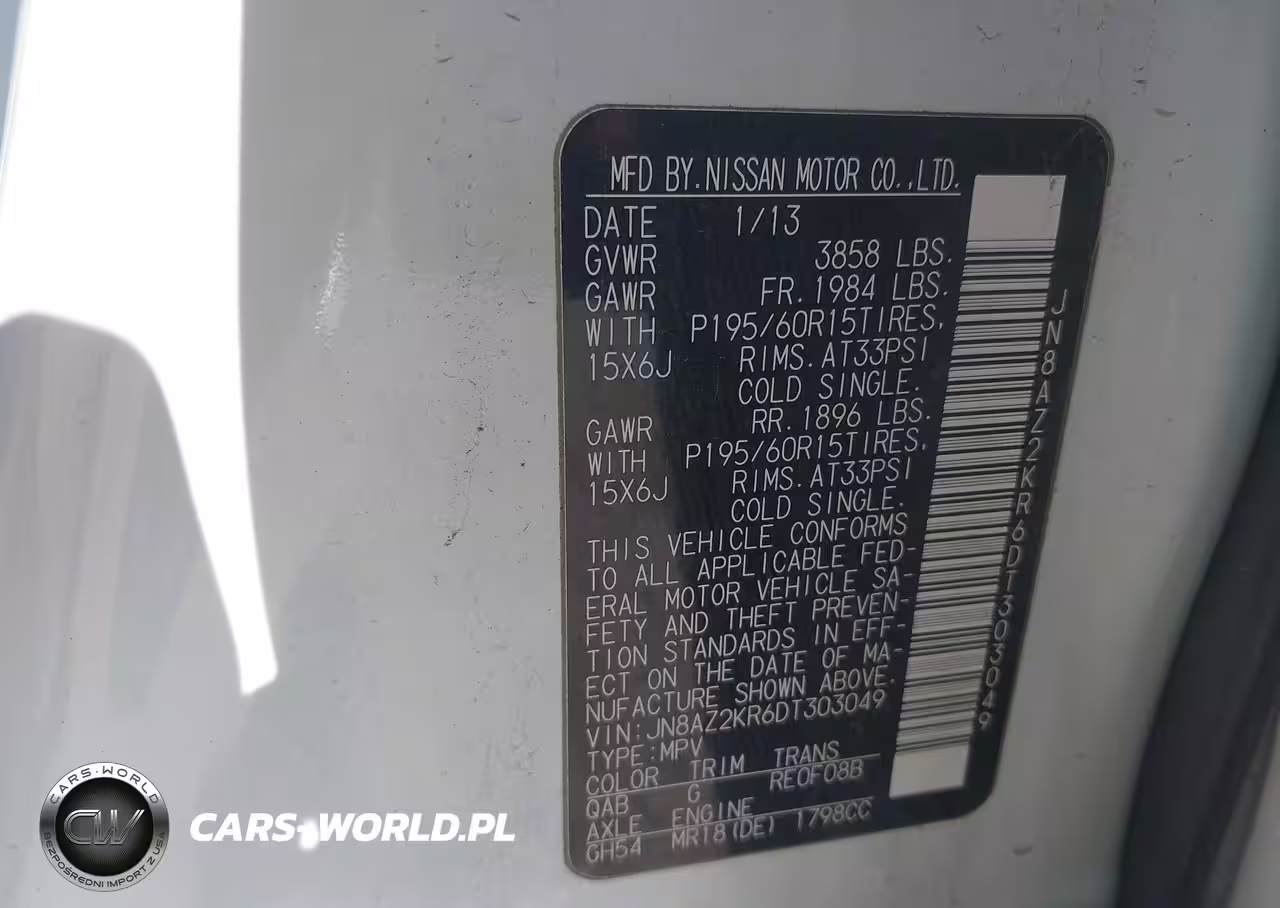 MFD BY. NISSAN MOTOR CO., LTD.
DATE 1/13
GVWR 3858 LBS.
GAWR FR. 1984 LBS.
WITH P195/60R15TIRES,
15X6J RIMS. AT33PSI
COLD SINGLE.
GAWR RR. 1896 LBS.
WITH P195/60R15TIRES,
15X6J RIMS. AT33PSI
COLD SINGLE.
THIS VEHICLE CONFORMS
TO ALL APPLICABLE FED-
ERAL MOTOR VEHICLE SA-
FETY AND THEFT PREVEN-
TION STANDARDS IN EFF-
ECT ON THE DATE OF MA-
NUFACTURE SHOWN ABOVE.
VIN:JN8AZ2KR6DT303049
TYPE:MPV
COLOR TRIM TRANS
QAB G RE0F08B
AXLE ENGINE
GH54 MR18(DE) 1798CC
JN8AZ2KR6DT303049
CARS-WORLD
CW
BEZPOŚREDNI IMPORT Z USA
CARS-WORLD.PL